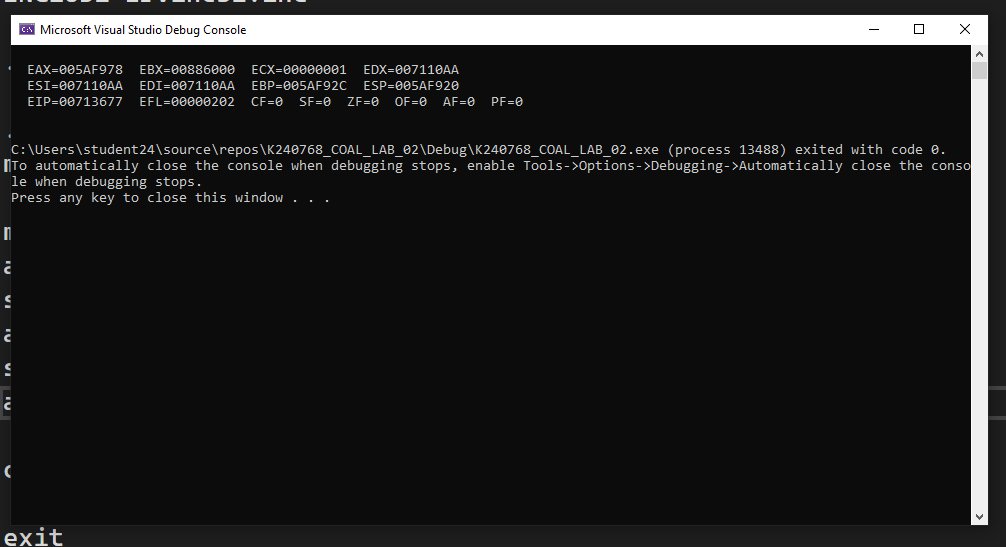 Microsoft Visual Studio Debug Console
EAX=005AF978 EBX=00886000 ECX=00000001 EDX=007110AA
ESI=007110AA EDI=007110AA EBP=005AF92C ESP=005AF920
EIP=00713677 EFL=00000202 CF=0 SF=0 ZF=0 OF=0 AF=0 PF=0
C:\Users\student24\source\repos\K240768_COAL_LAB_02\Debug\K240768_COAL_LAB_02.exe (process 13488) exited with code 0.
To automatically close the console when debugging stops, enable Tools->Options->Debugging->Automatically close the conso
le when debugging stops.
Press any key to close this window . . .
m
m
a
s
a
s
a
c
exit